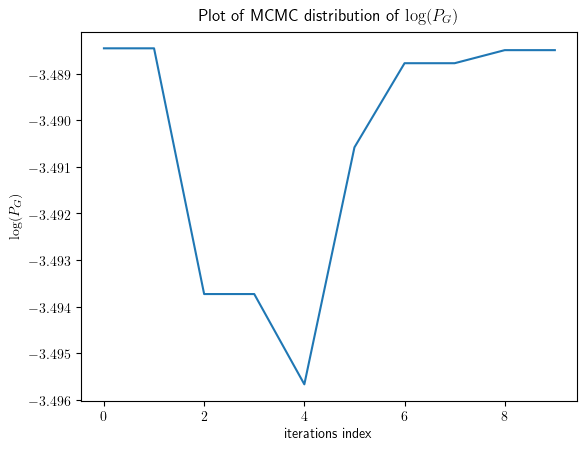 Plot of MCMC distribution of log(P_G)
log(P_G)
−3.489
−3.490
−3.491
−3.492
−3.493
−3.494
−3.495
−3.496
0 2 4 6 8
iterations index